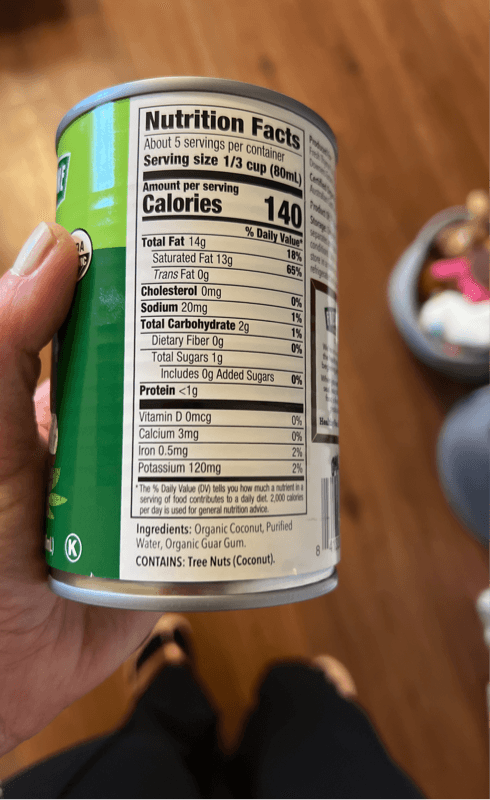 Nutrition Facts
About 5 servings per container
Serving size 1/3 cup (80mL)
Amount per serving
Calories 140
% Daily Value*
Total Fat 14g 18%
Saturated Fat 13g 65%
Trans Fat 0g
Cholesterol 0mg 0%
Sodium 20mg 1%
Total Carbohydrate 2g 1%
Dietary Fiber 0g 0%
Total Sugars 1g
Includes 0g Added Sugars 0%
Protein <1g
Vitamin D 0mcg 0%
Calcium 3mg 0%
Iron 0.5mg 2%
Potassium 120mg 2%
*The % Daily Value (DV) tells you how much a nutrient in a
serving of food contributes to a daily diet. 2,000 calories
per day is used for general nutrition advice.
Ingredients: Organic Coconut, Purified
Water, Organic Guar Gum.
CONTAINS: Tree Nuts (Coconut).
K
8